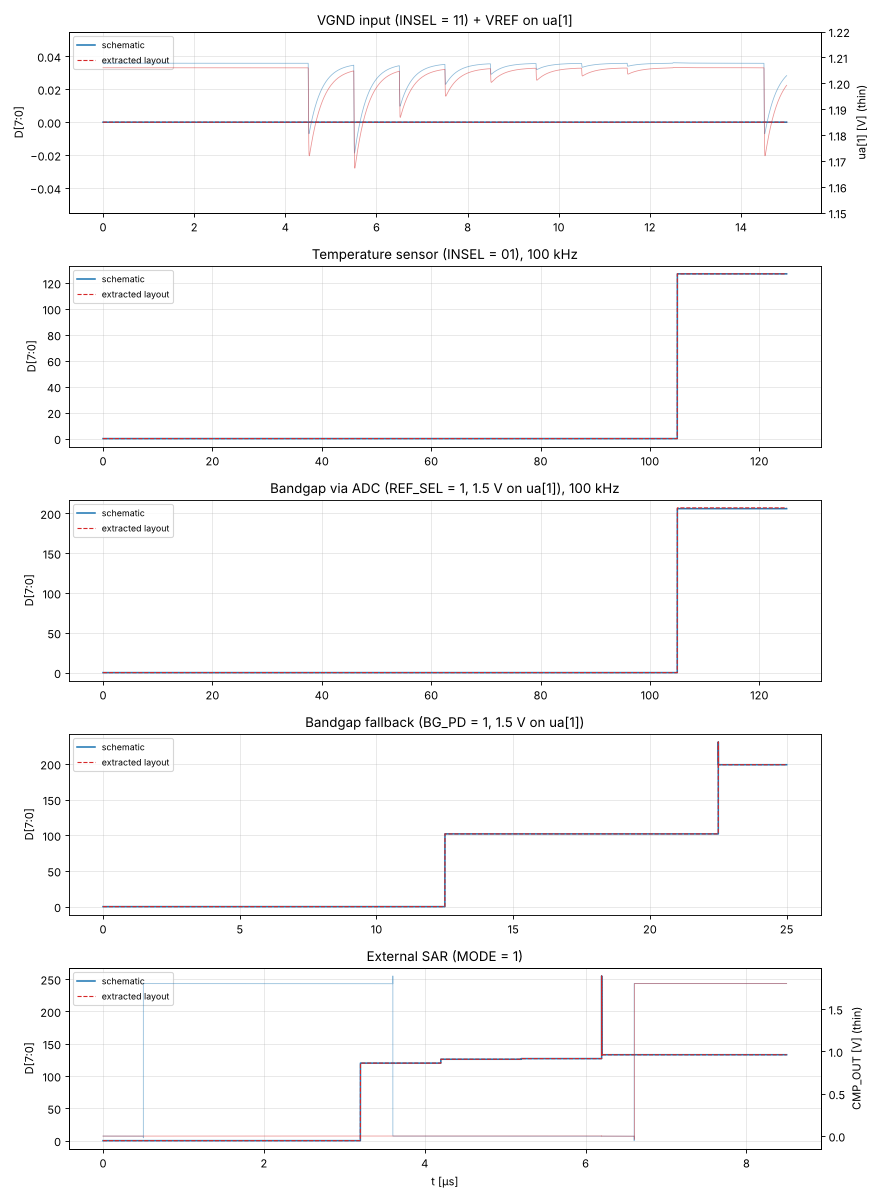 VGND input (INSEL = 11) + VREF on ua[1]
schematic
extracted layout
D[7:0]
0.04
0.02
0.00
−0.02
−0.04
1.22
1.21
1.20
1.19
1.18
1.17
1.16
1.15
ua[1] [V] (thin)
0 2 4 6 8 10 12 14
Temperature sensor (INSEL = 01), 100 kHz
schematic
extracted layout
D[7:0]
120
100
80
60
40
20
0
0 20 40 60 80 100 120
Bandgap via ADC (REF_SEL = 1, 1.5 V on ua[1]), 100 kHz
schematic
extracted layout
D[7:0]
200
150
100
50
0
0 20 40 60 80 100 120
Bandgap fallback (BG_PD = 1, 1.5 V on ua[1])
schematic
extracted layout
D[7:0]
200
150
100
50
0
0 5 10 15 20 25
External SAR (MODE = 1)
schematic
extracted layout
D[7:0]
250
200
150
100
50
0
1.5
1.0
0.5
0.0
CMP_OUT [V] (thin)
0 2 4 6 8
t [µs]